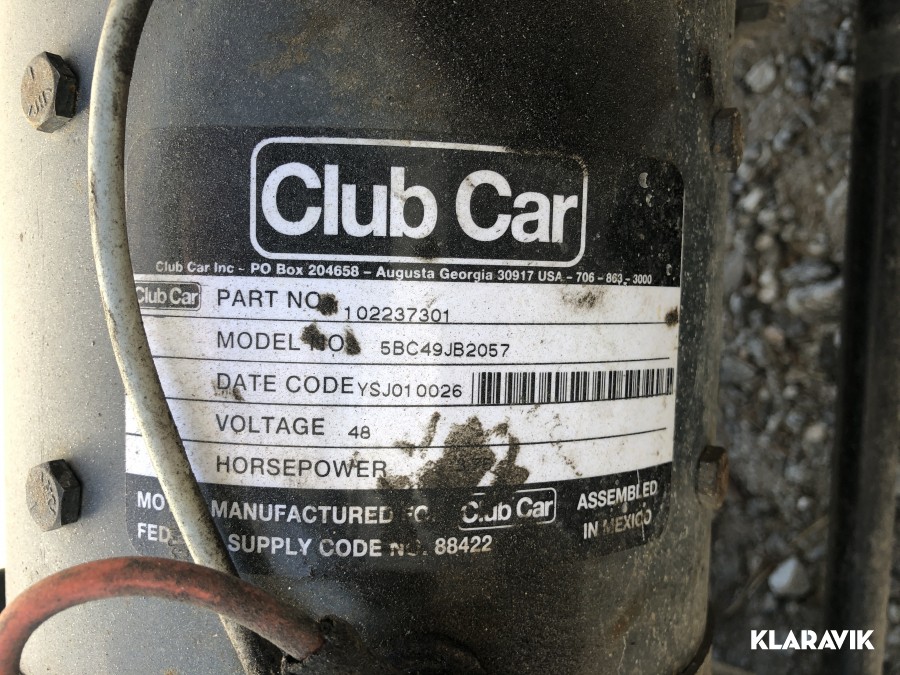 Club Car
Club Car Inc - PO Box 204658 - Augusta Georgia 30917 USA - 706 - 863 - 3000
Club Car PART NO. 102237301
MODEL NO. 5BC49JB2057
DATE CODE YSJ010026
VOLTAGE 48
HORSEPOWER
MANUFACTURED Club Car ASSEMBLED
SUPPLY CODE NO. 88422 IN MEXICO
KLARAVIK